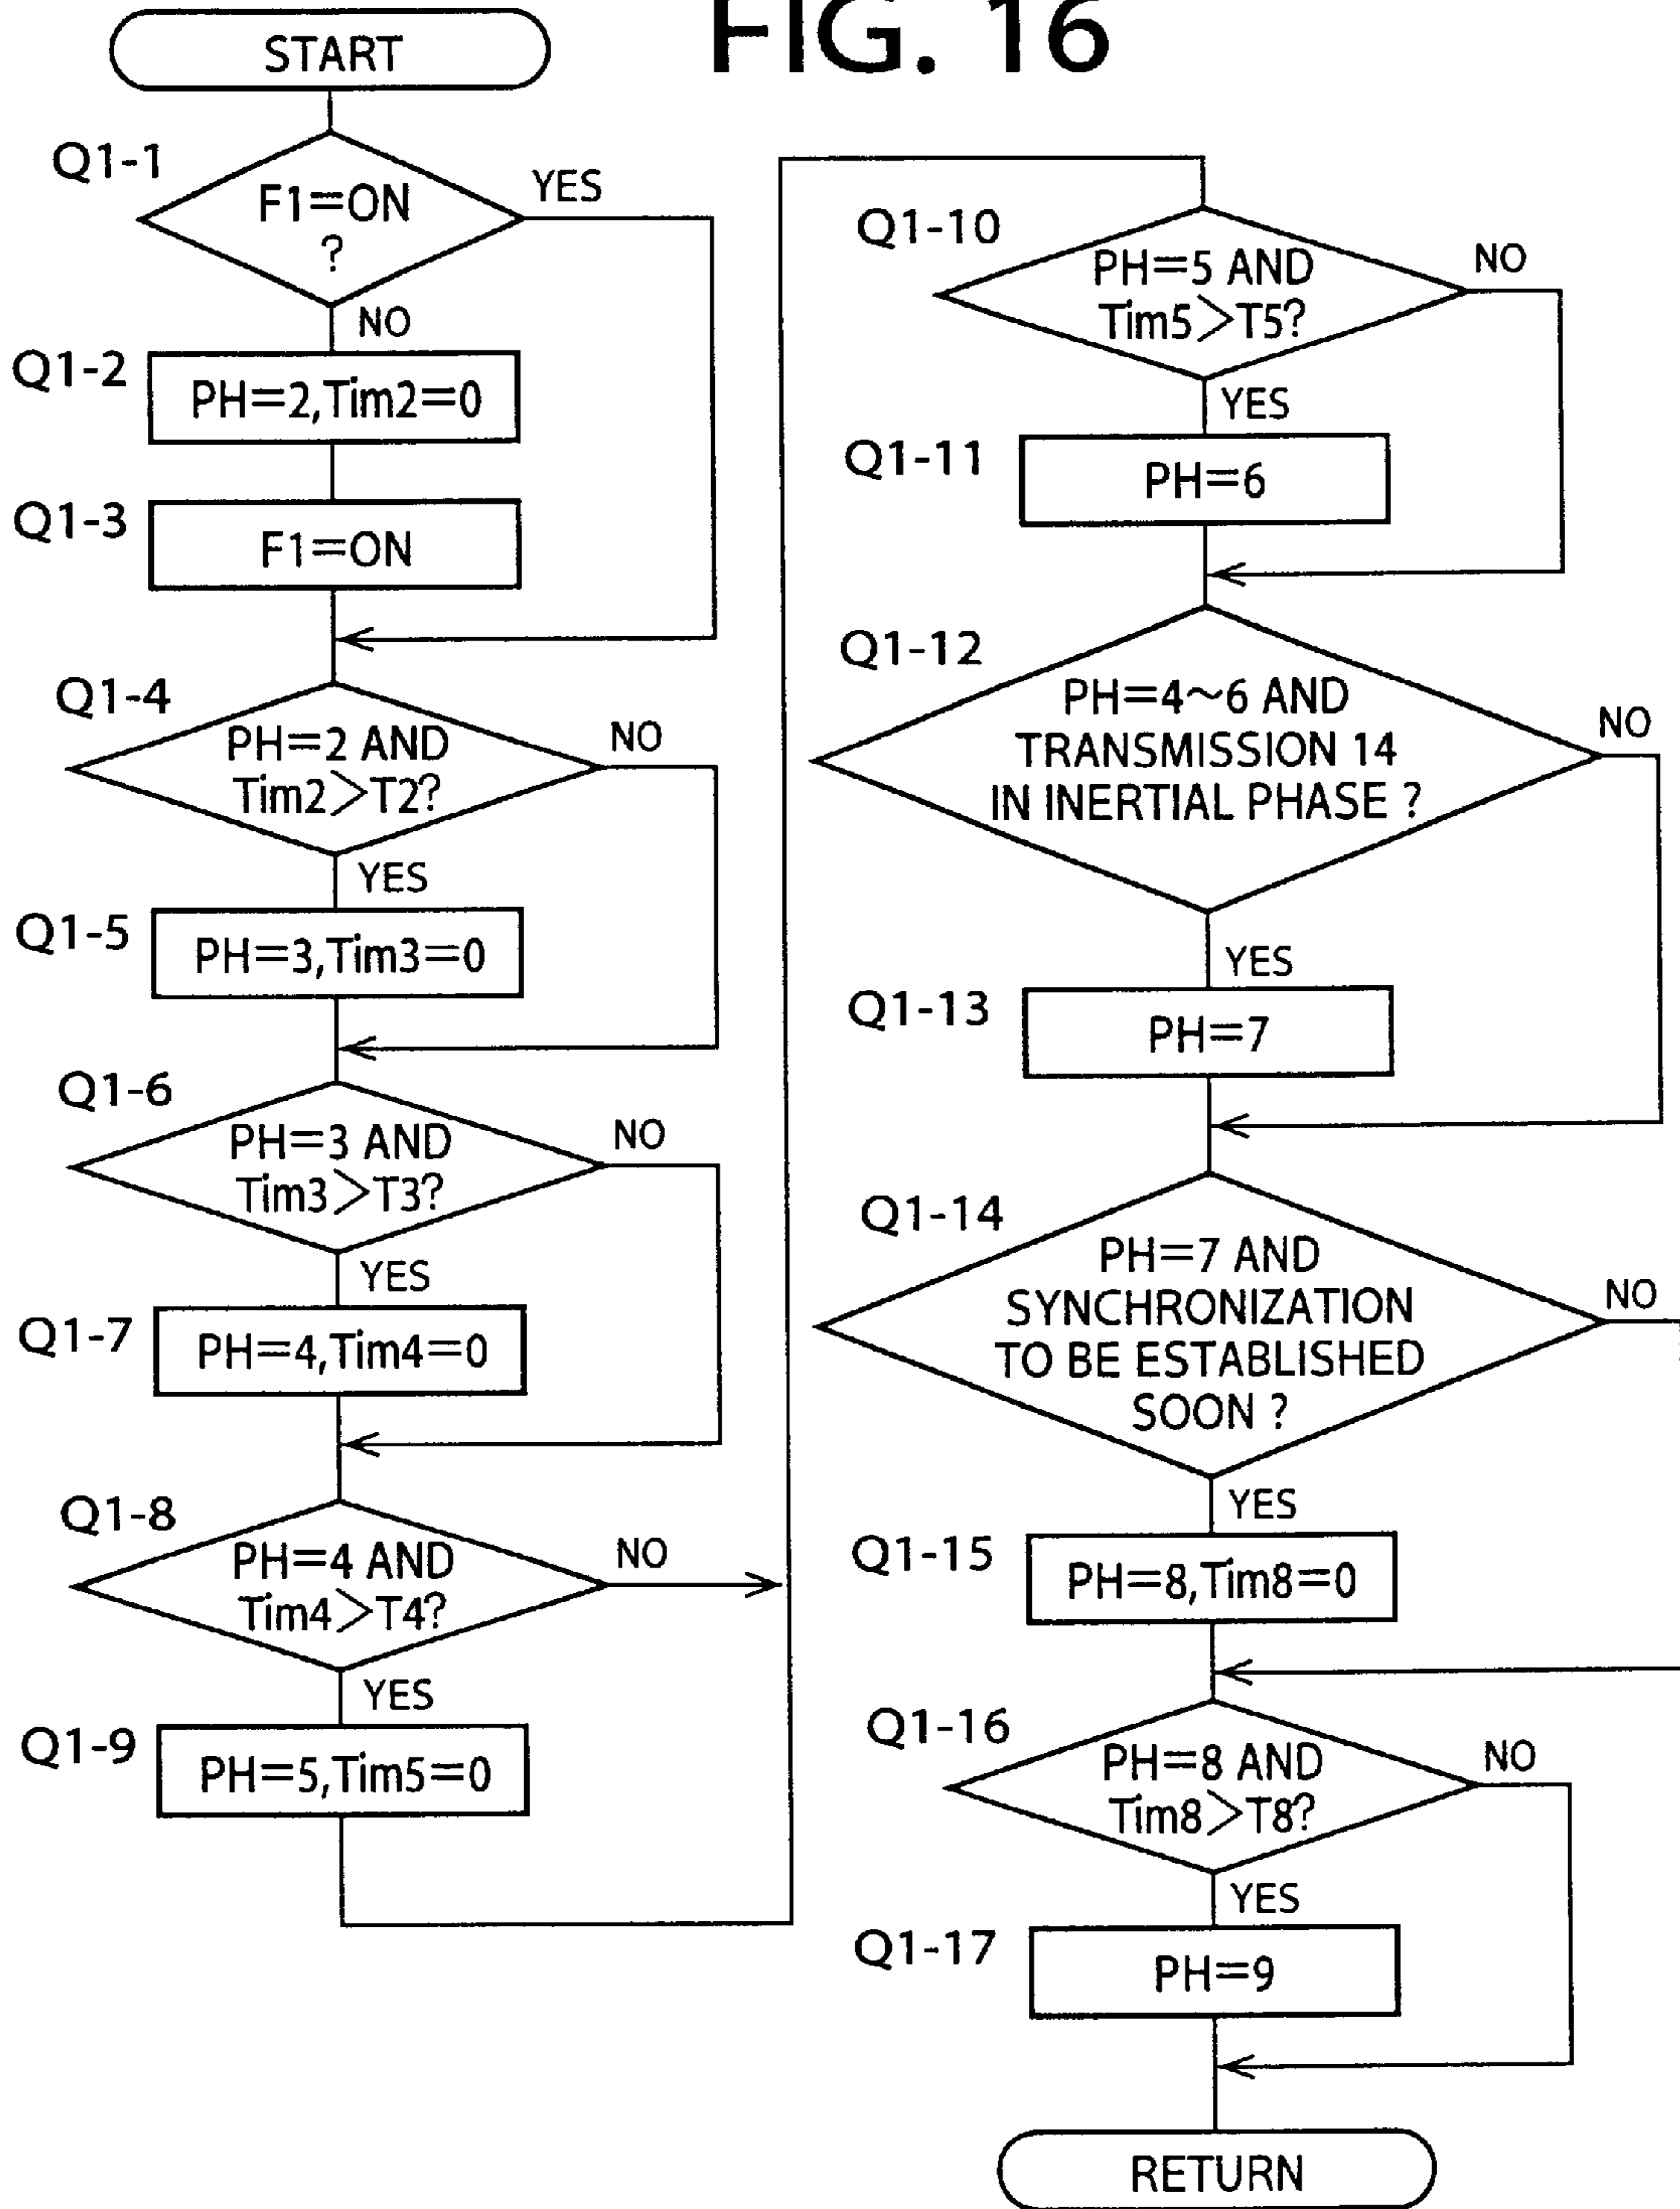 FIG. 16
START
Q1-1
F1=ON
?
YES
NO
Q1-2
PH=2,Tim2=0
Q1-3
F1=ON
Q1-4
PH=2 AND
Tim2>T2?
NO
YES
Q1-5
PH=3,Tim3=0
Q1-6
PH=3 AND
Tim3>T3?
NO
YES
Q1-7
PH=4,Tim4=0
Q1-8
PH=4 AND
Tim4>T4?
NO
YES
Q1-9
PH=5,Tim5=0
Q1-10
PH=5 AND
Tim5>T5?
NO
YES
Q1-11
PH=6
Q1-12
PH=4~6 AND
TRANSMISSION 14
IN INERTIAL PHASE ?
NO
YES
Q1-13
PH=7
Q1-14
PH=7 AND
SYNCHRONIZATION
TO BE ESTABLISHED
SOON ?
NO
YES
Q1-15
PH=8,Tim8=0
Q1-16
PH=8 AND
Tim8>T8?
NO
YES
Q1-17
PH=9
RETURN